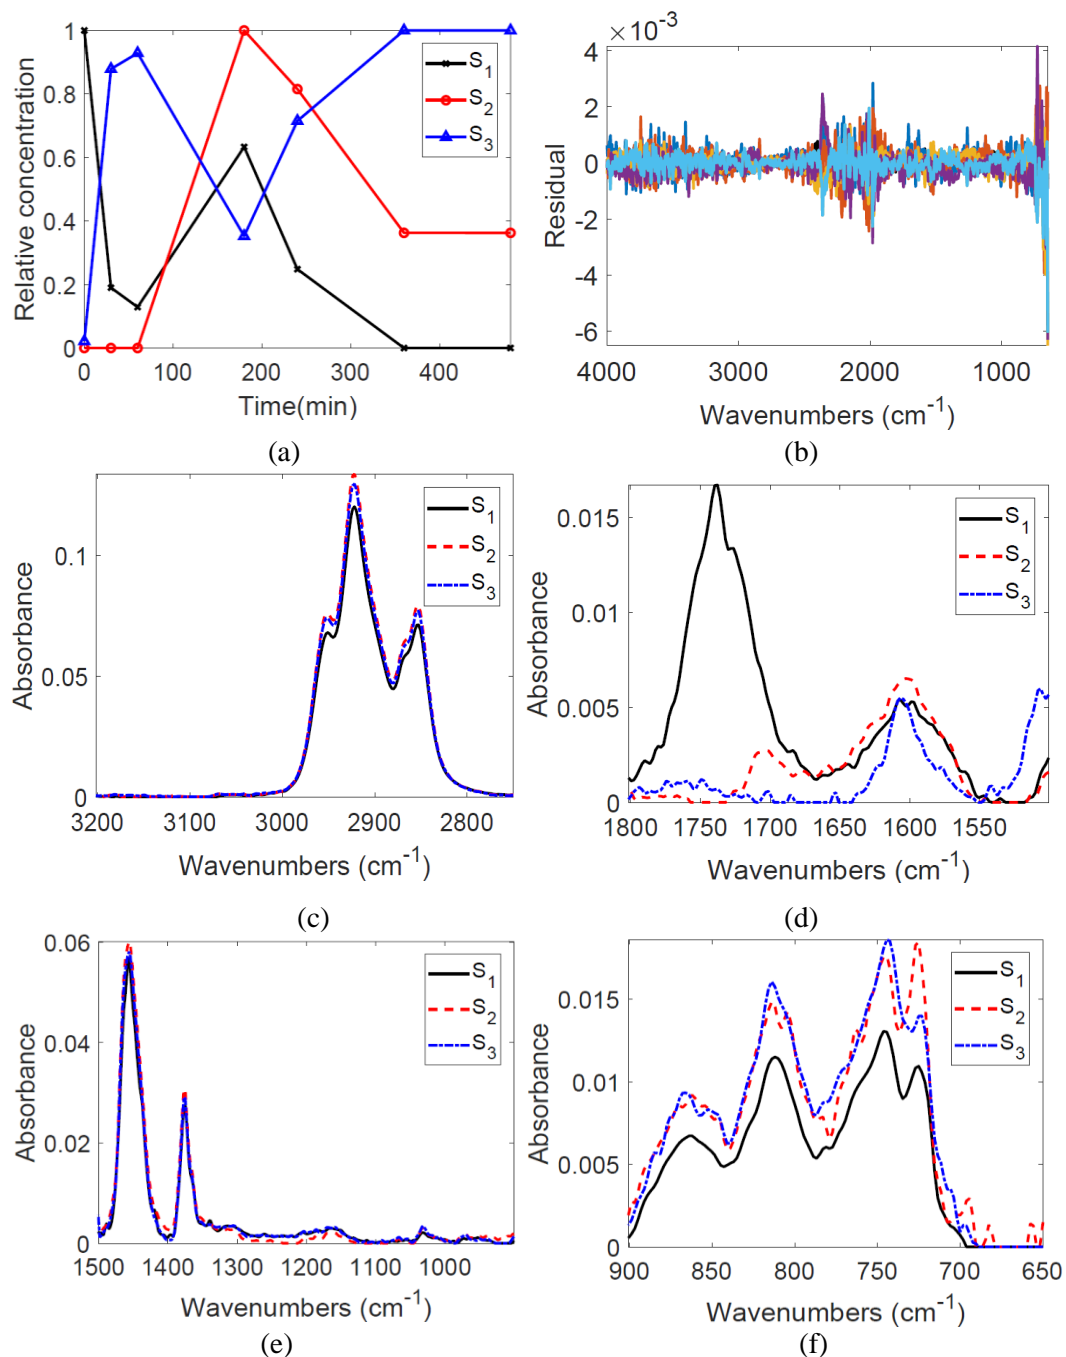 1
0.8
0.6
0.4
0.2
0
Relative concentration
0 100 200 300 400
Time(min)
S1
S2
S3
(a)
×10-3
4
2
0
-2
-4
-6
Residual
4000 3000 2000 1000
Wavenumbers (cm-1)
(b)
0.1
0.05
0
Absorbance
3200 3100 3000 2900 2800
Wavenumbers (cm-1)
S1
S2
S3
(c)
0.015
0.01
0.005
0
Absorbance
1800 1750 1700 1650 1600 1550
Wavenumbers (cm-1)
S1
S2
S3
(d)
0.06
0.04
0.02
0
Absorbance
1500 1400 1300 1200 1100 1000
Wavenumbers (cm-1)
S1
S2
S3
(e)
0.015
0.01
0.005
0
Absorbance
900 850 800 750 700 650
Wavenumbers (cm-1)
S1
S2
S3
(f)